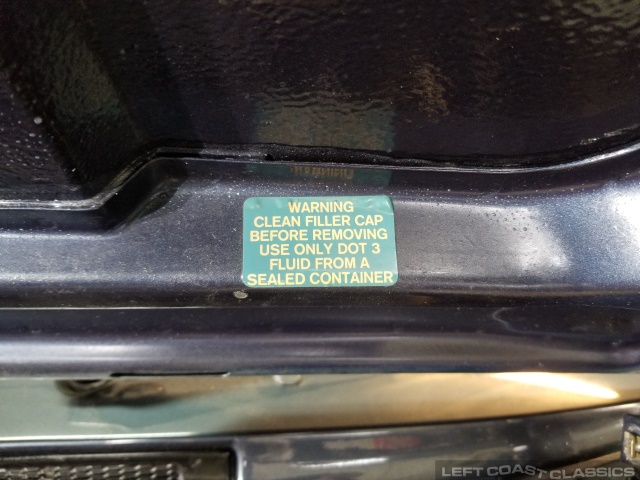 WARNING
CLEAN FILLER CAP
BEFORE REMOVING
USE ONLY DOT 3
FLUID FROM A
SEALED CONTAINER
LEFT COAST CLASSICS